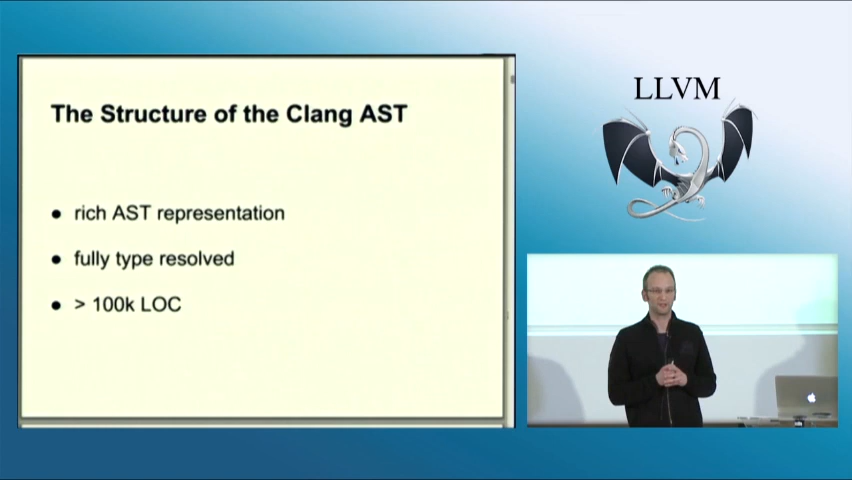 The Structure of the Clang AST
● rich AST representation
● fully type resolved
● > 100k LOC
LLVM